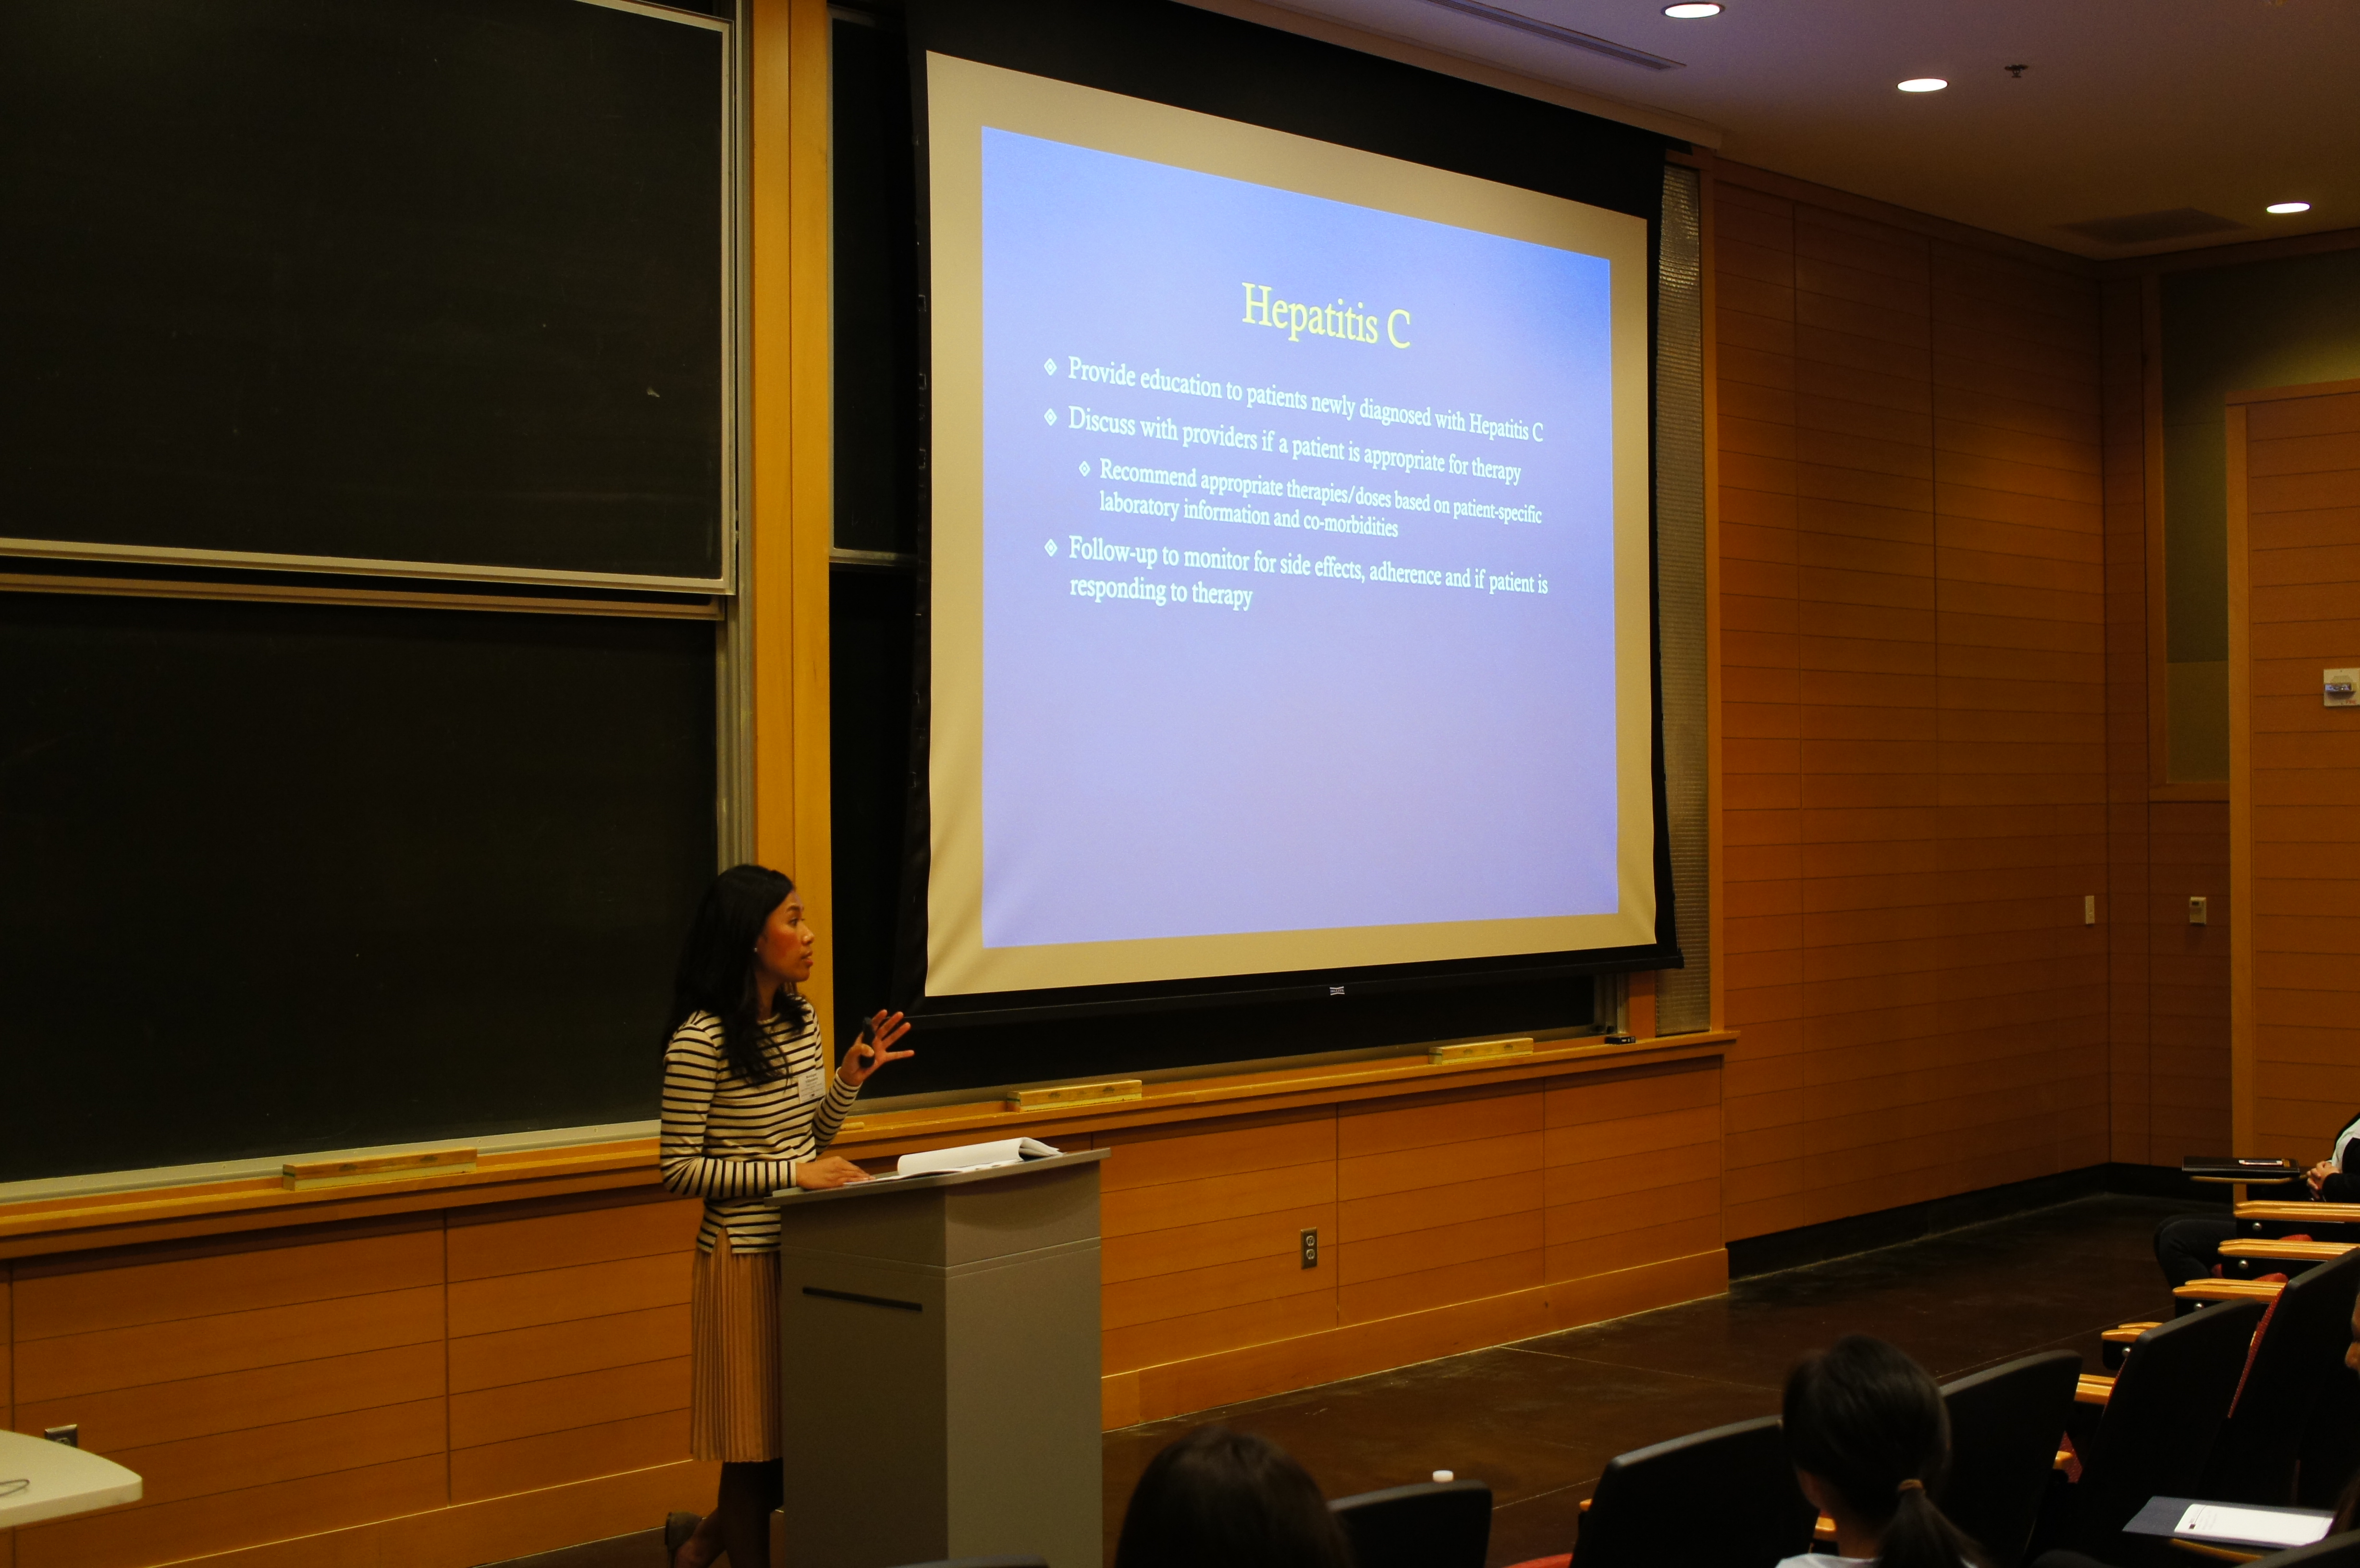 Hepatitis C
Provide education to patients newly diagnosed with Hepatitis C
Discuss with providers if a patient is appropriate for therapy
Recommend appropriate therapies/doses based on patient-specific
laboratory information and co-morbidities
Follow-up to monitor for side effects, adherence and if patient is
responding to therapy